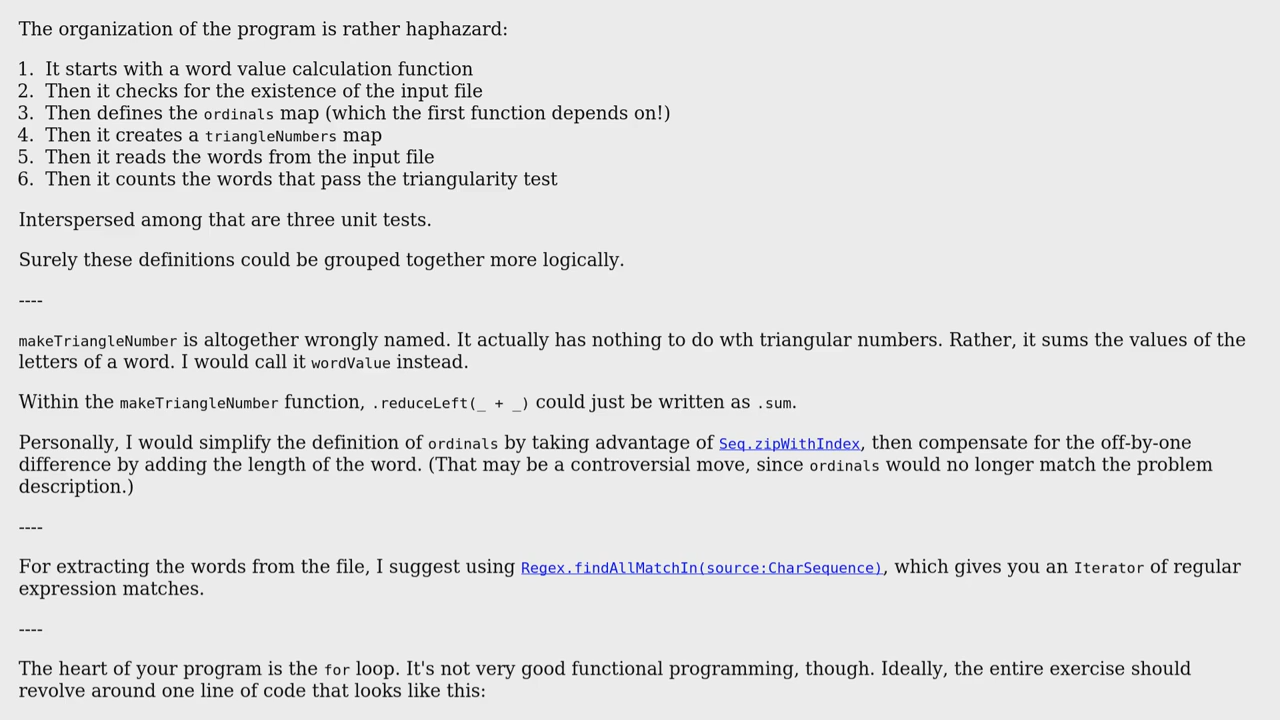 The organization of the program is rather haphazard:
1. It starts with a word value calculation function
2. Then it checks for the existence of the input file
3. Then defines the ordinals map (which the first function depends on!)
4. Then it creates a triangleNumbers map
5. Then it reads the words from the input file
6. Then it counts the words that pass the triangularity test
Interspersed among that are three unit tests.
Surely these definitions could be grouped together more logically.
----
makeTriangleNumber is altogether wrongly named. It actually has nothing to do wth triangular numbers. Rather, it sums the values of the
letters of a word. I would call it wordValue instead.
Within the makeTriangleNumber function, .reduceLeft(_ + _) could just be written as .sum.
Personally, I would simplify the definition of ordinals by taking advantage of Seq.zipWithIndex, then compensate for the off-by-one
difference by adding the length of the word. (That may be a controversial move, since ordinals would no longer match the problem
description.)
----
For extracting the words from the file, I suggest using Regex.findAllMatchIn(source:CharSequence), which gives you an Iterator of regular
expression matches.
----
The heart of your program is the for loop. It's not very good functional programming, though. Ideally, the entire exercise should
revolve around one line of code that looks like this: